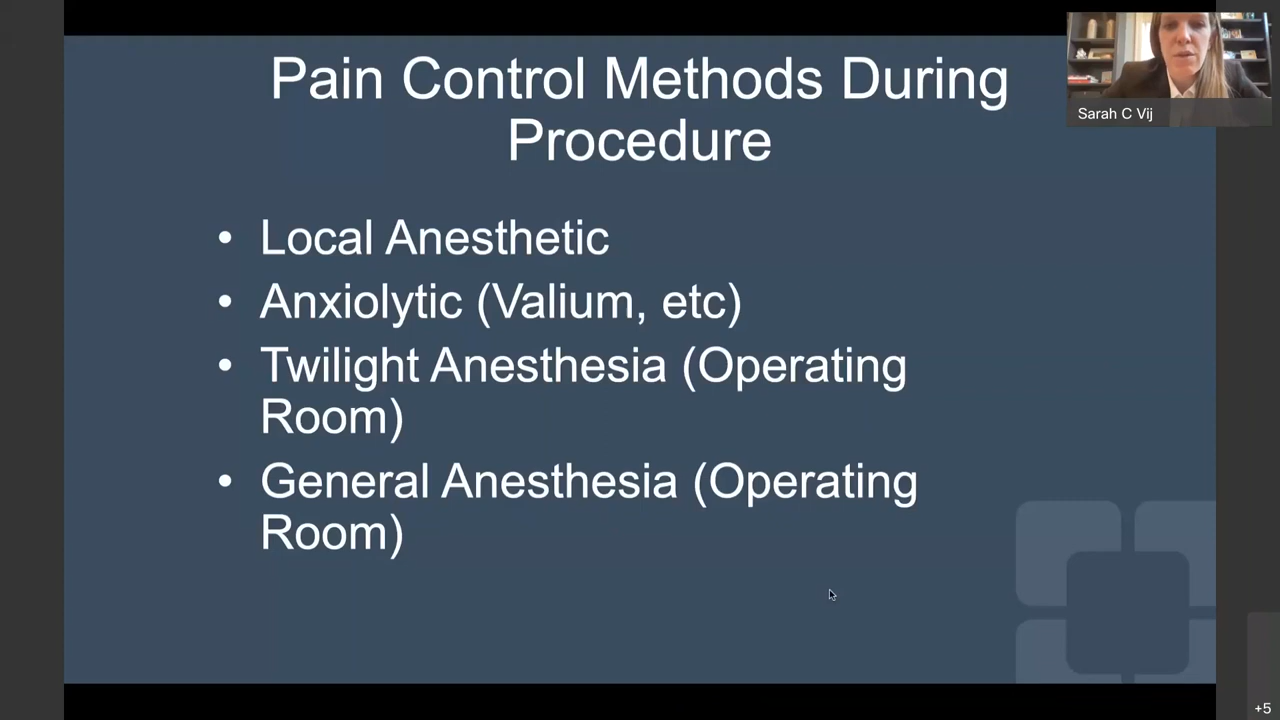 Pain Control Methods During
Procedure
Sarah C Vij
• Local Anesthetic
• Anxiolytic (Valium, etc)
• Twilight Anesthesia (Operating
Room)
• General Anesthesia (Operating
Room)
+5